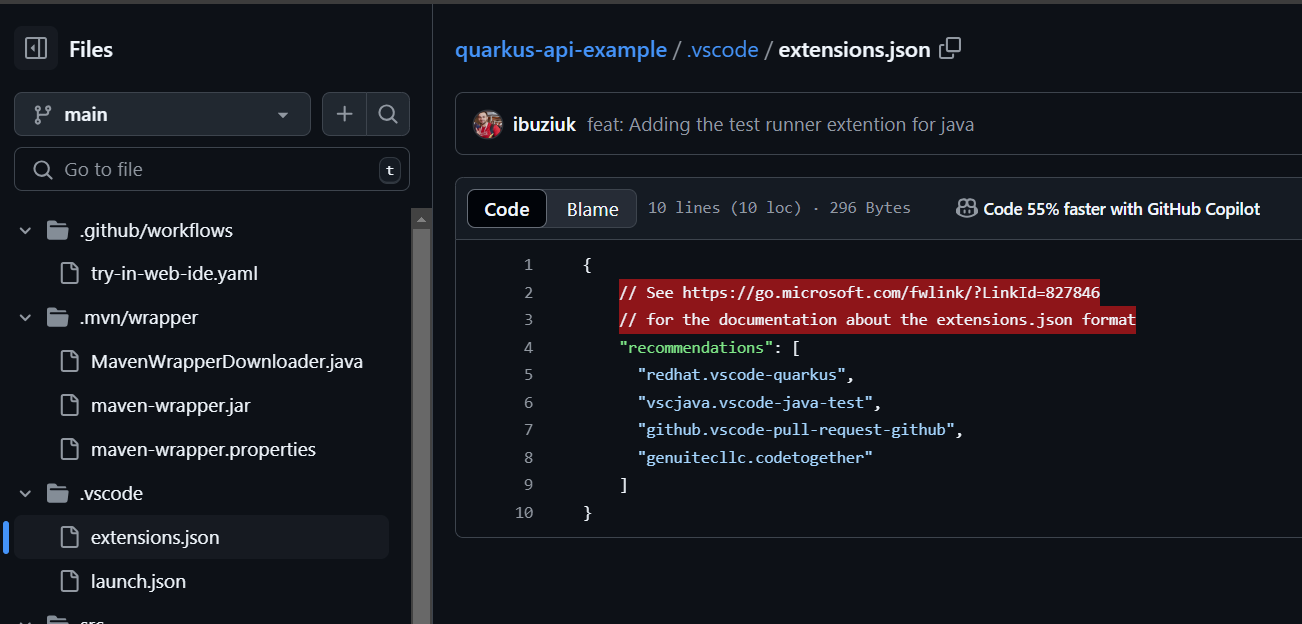 Files
main
Go to file
t
.github/workflows
try-in-web-ide.yaml
.mvn/wrapper
MavenWrapperDownloader.java
maven-wrapper.jar
maven-wrapper.properties
.vscode
extensions.json
launch.json
src
quarkus-api-example / .vscode / extensions.json
ibuziuk feat: Adding the test runner extention for java
Code Blame 10 lines (10 loc) · 296 Bytes Code 55% faster with GitHub Copilot
1 {
2 // See https://go.microsoft.com/fwlink/?LinkId=827846
3 // for the documentation about the extensions.json format
4 "recommendations": [
5 "redhat.vscode-quarkus",
6 "vscjava.vscode-java-test",
7 "github.vscode-pull-request-github",
8 "genuitecllc.codetogether"
9 ]
10 }